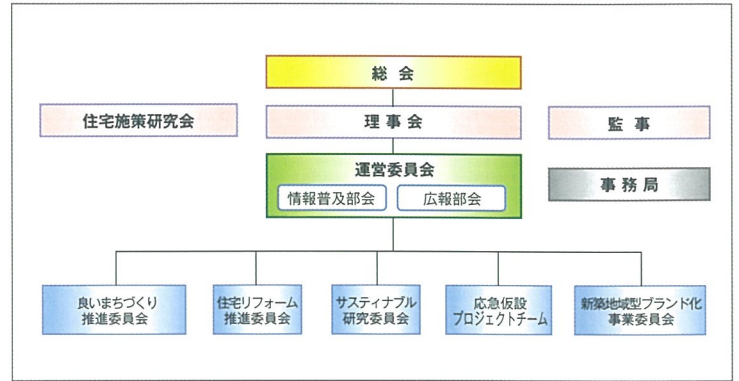 総会
住宅施策研究会
理事会
監事
運営委員会
情報普及部会
広報部会
事務局
良いまちづくり
推進委員会
住宅リフォーム
推進委員会
サスティナブル
研究委員会
応急仮設
プロジェクトチーム
新築地域型ブランド化
事業委員会